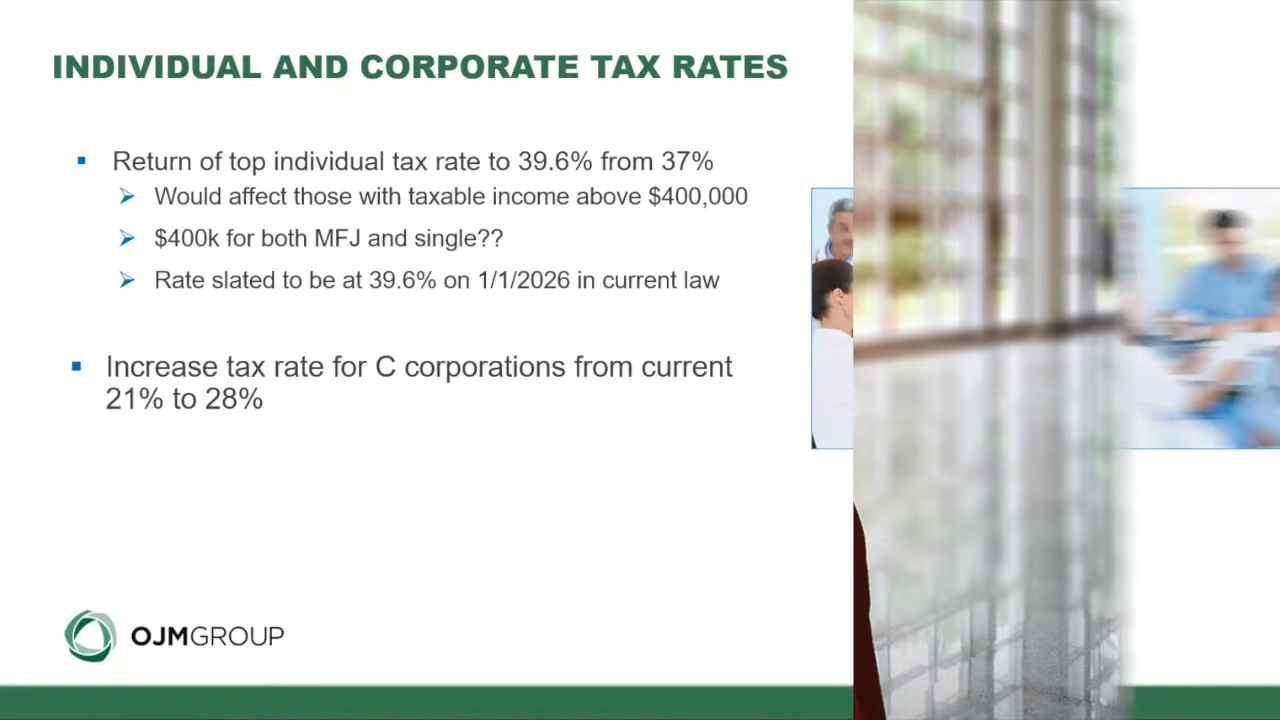 INDIVIDUAL AND CORPORATE TAX RATES
Return of top individual tax rate to 39.6% from 37%
Would affect those with taxable income above $400,000
$400k for both MFJ and single??
Rate slated to be at 39.6% on 1/1/2026 in current law
Increase tax rate for C corporations from current
21% to 28%
OJMGROUP